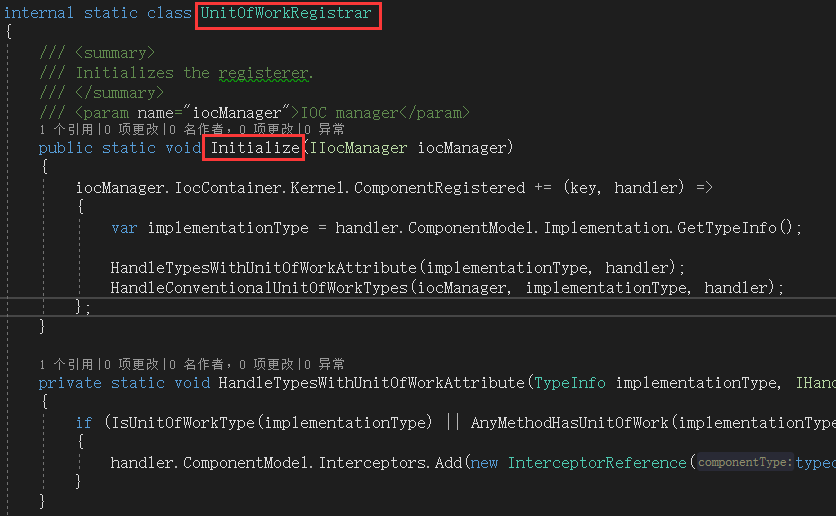 internal static class UnitOfWorkRegistrar
{
/// <summary>
/// Initializes the registerer.
/// </summary>
/// <param name="iocManager">IOC manager</param>
1 个引用|0 项更改|0 名作者，0 项更改|0 异常
public static void Initialize(IIocManager iocManager)
{
iocManager.IocContainer.Kernel.ComponentRegistered += (key, handler) =>
{
var implementationType = handler.ComponentModel.Implementation.GetTypeInfo();
HandleTypesWithUnitOfWorkAttribute(implementationType, handler);
HandleConventionalUnitOfWorkTypes(iocManager, implementationType, handler);
};
}
1 个引用|0 项更改|0 名作者，0 项更改|0 异常
private static void HandleTypesWithUnitOfWorkAttribute(TypeInfo implementationType, IHand
{
if (IsUnitOfWorkType(implementationType) || AnyMethodHasUnitOfWork(implementationType
{
handler.ComponentModel.Interceptors.Add(new InterceptorReference(componentType:typeo
}
}